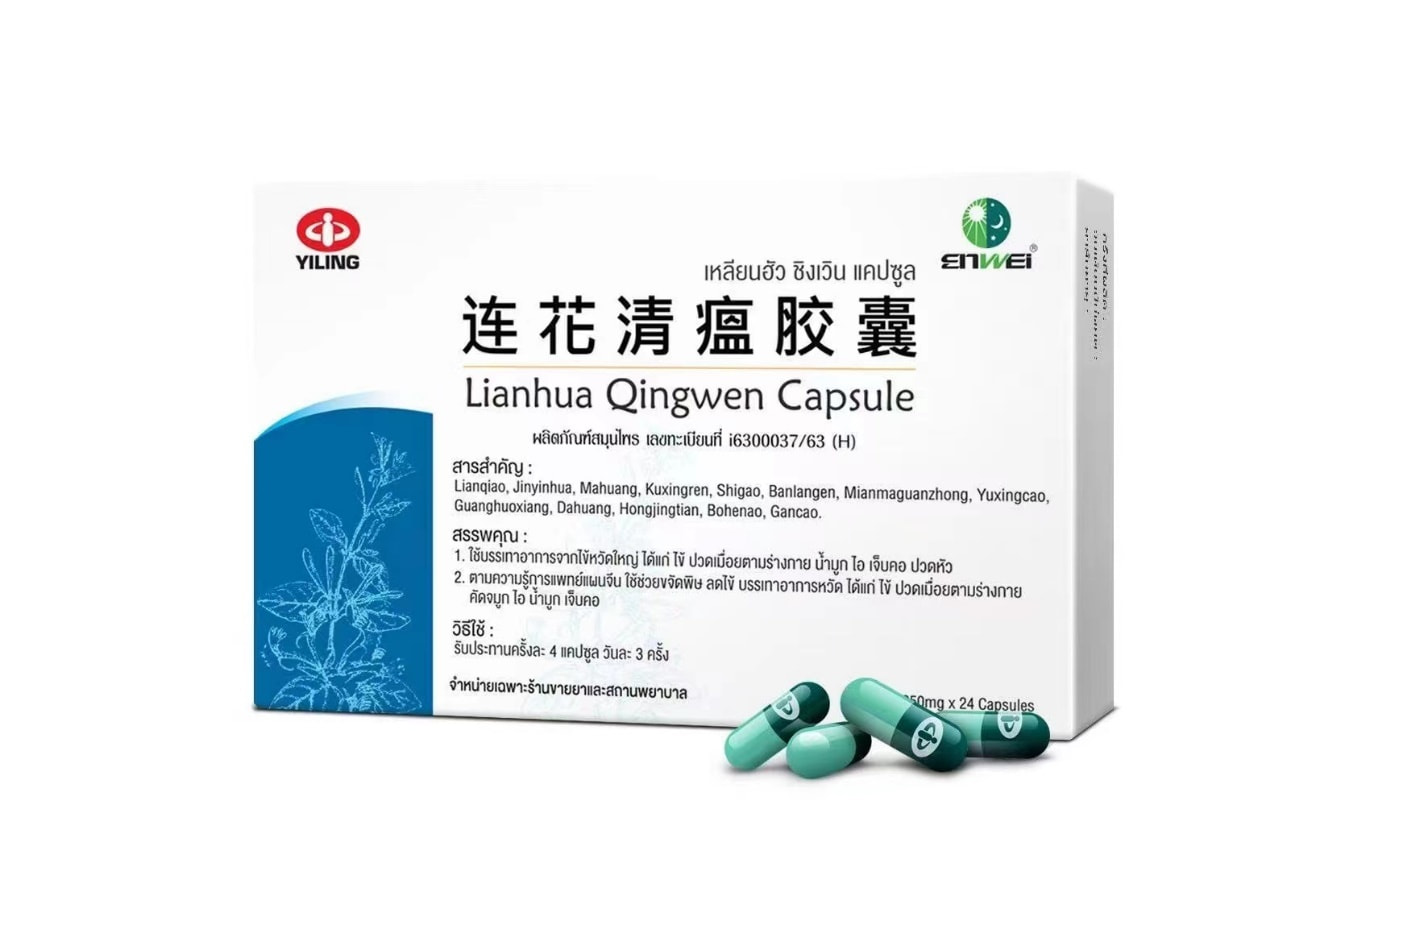 YILING
ENWEI®
เหลียนฮัว ชิงเวิน แคปซูล
连花清瘟胶囊
Lianhua Qingwen Capsule
ผลิตภัณฑ์สมุนไพร เลขทะเบียนที่ i6300037/63 (H)
สารสำคัญ :
Lianqiao, Jinyinhua, Mahuang, Kuxingren, Shigao, Banlangen, Mianmaguanzhong, Yuxingcao,
Guanghuoxiang, Dahuang, Hongjingtian, Bohenao, Gancao.
สรรพคุณ :
1. ใช้บรรเทาอาการจากไข้หวัดใหญ่ ได้แก่ ไข้ ปวดเมื่อยตามร่างกาย น้ำมูก ไอ เจ็บคอ ปวดหัว
2. ตามความรู้การแพทย์แผนจีน ใช้ช่วยขจัดพิษ ลดไข้ บรรเทาอาการหวัด ได้แก่ ไข้ ปวดเมื่อยตามร่างกาย
คัดจมูก ไอ น้ำมูก เจ็บคอ
วิธีใช้ :
รับประทานครั้งละ 4 แคปซูล วันละ 3 ครั้ง
จำหน่ายเฉพาะร้านขายยาและสถานพยาบาล
x 24 Capsules